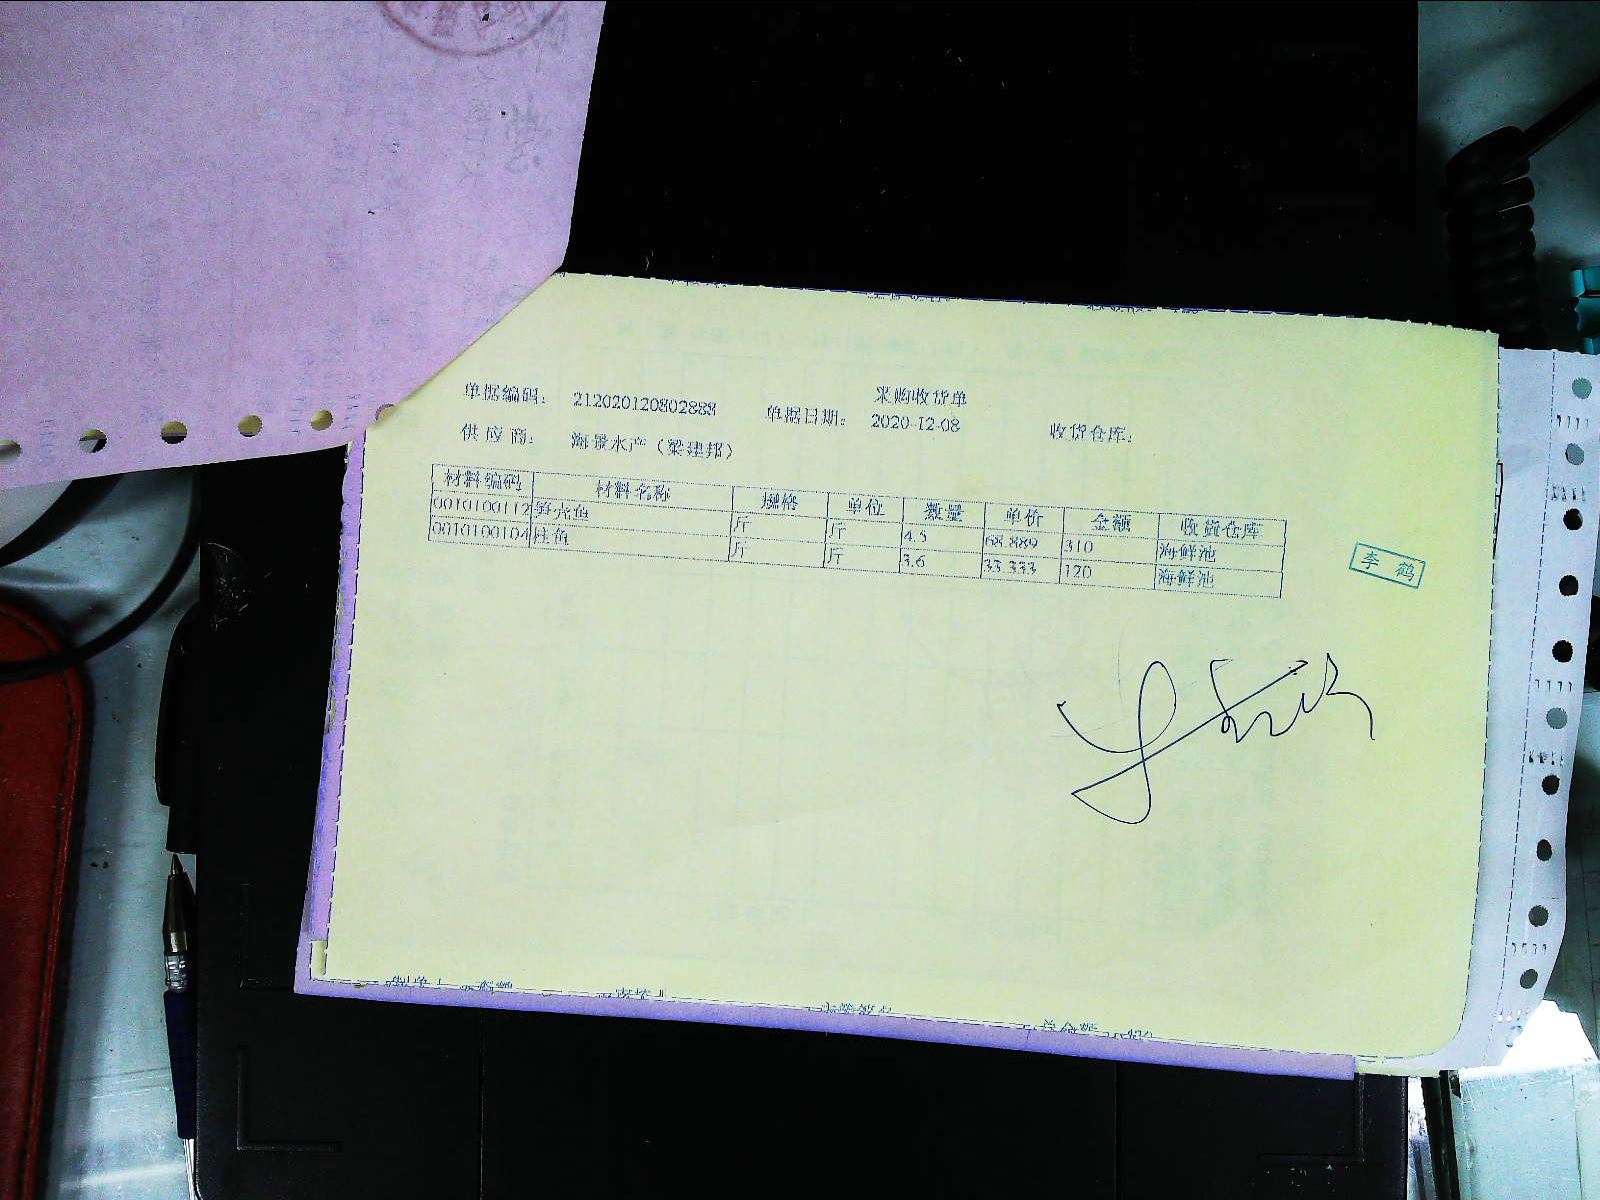 采购收货单
单据编码： 212020120802888 单据日期： 2020-12-08 收货仓库：
供应商： 海景水产（梁建邦）
材料编码 材料名称 规格 单位 数量 单价 金额 收货仓库
0010100112 笋壳鱼 斤 斤 4.5 68.889 310 海鲜池
0010100104 桂鱼 斤 斤 3.6 33.333 120 海鲜池
李 鹤